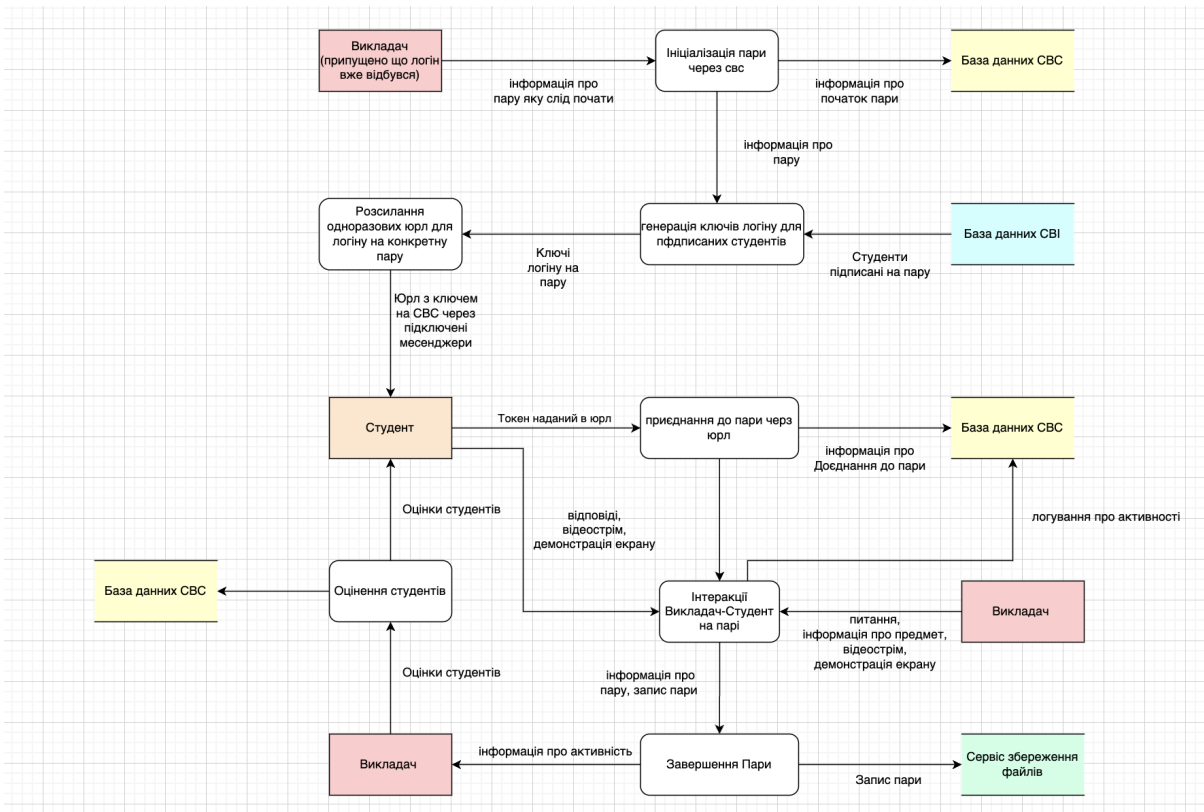 Викладач
(припущено що логін
вже відбувся)
інформація про
пару яку слід почати
Ініціалізація пари
через свс
інформація про
початок пари
База данних СВС
інформація про
пару
Розсилання
одноразових юрл для
логіну на конкретну
пару
Ключі
логіну на
пару
генерація ключів логіну для
пфдписаних студентів
Студенти
підписані на пару
База данних СВІ
Юрл з ключем
на СВС через
підключені
месенджери
Студент
Токен наданий в юрл
приєднання до пари черз
юрл
інформація про
Доєднання до пари
База данних СВС
Оцінки студентів
відповіді,
відеострім,
демонстрація екрану
логування про активності
База данних СВС
Оцінення студентів
Інтеракції
Викладач-Студент
на парі
питання,
інформація про предмет,
відеострім,
демонстрація екрану
Викладач
Оцінки студентів
інформація про
пару, запис пари
Викладач
інформація про активність
Завершення Пари
Запис пари
Сервіс збереження
файлів